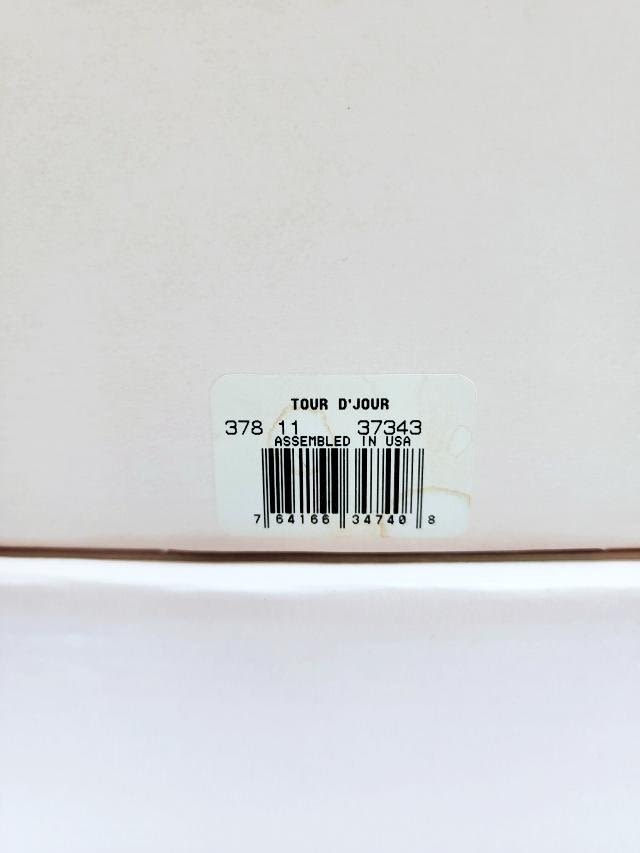 TOUR D'JOUR
378 11 37343
ASSEMBLED IN USA
7 64166 34740 8